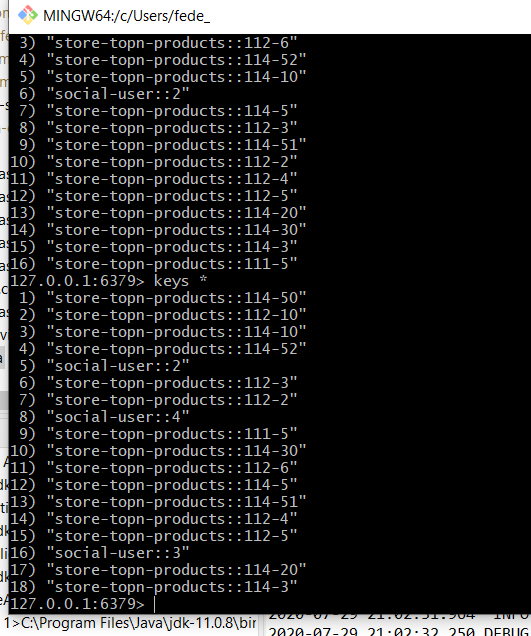 MINGW64:/c/Users/fede_
3) "store-topn-products::112-6"
4) "store-topn-products::114-52"
5) "store-topn-products::114-10"
6) "social-user::2"
7) "store-topn-products::114-5"
8) "store-topn-products::112-3"
9) "store-topn-products::114-51"
10) "store-topn-products::112-2"
11) "store-topn-products::112-4"
12) "store-topn-products::112-5"
13) "store-topn-products::114-20"
14) "store-topn-products::114-30"
15) "store-topn-products::114-3"
16) "store-topn-products::111-5"
127.0.0.1:6379> keys *
1) "store-topn-products::114-50"
2) "store-topn-products::112-10"
3) "store-topn-products::114-10"
4) "store-topn-products::114-52"
5) "social-user::2"
6) "store-topn-products::112-3"
7) "store-topn-products::112-2"
8) "social-user::4"
9) "store-topn-products::111-5"
10) "store-topn-products::114-30"
11) "store-topn-products::112-6"
12) "store-topn-products::114-5"
13) "store-topn-products::114-51"
14) "store-topn-products::112-4"
15) "store-topn-products::112-5"
16) "social-user::3"
17) "store-topn-products::114-20"
18) "store-topn-products::114-3"
127.0.0.1:6379>
1>C:\Program Files\Java\jdk-11.0.8\bir
2020-07-29 21:02:32.250 DEBUG